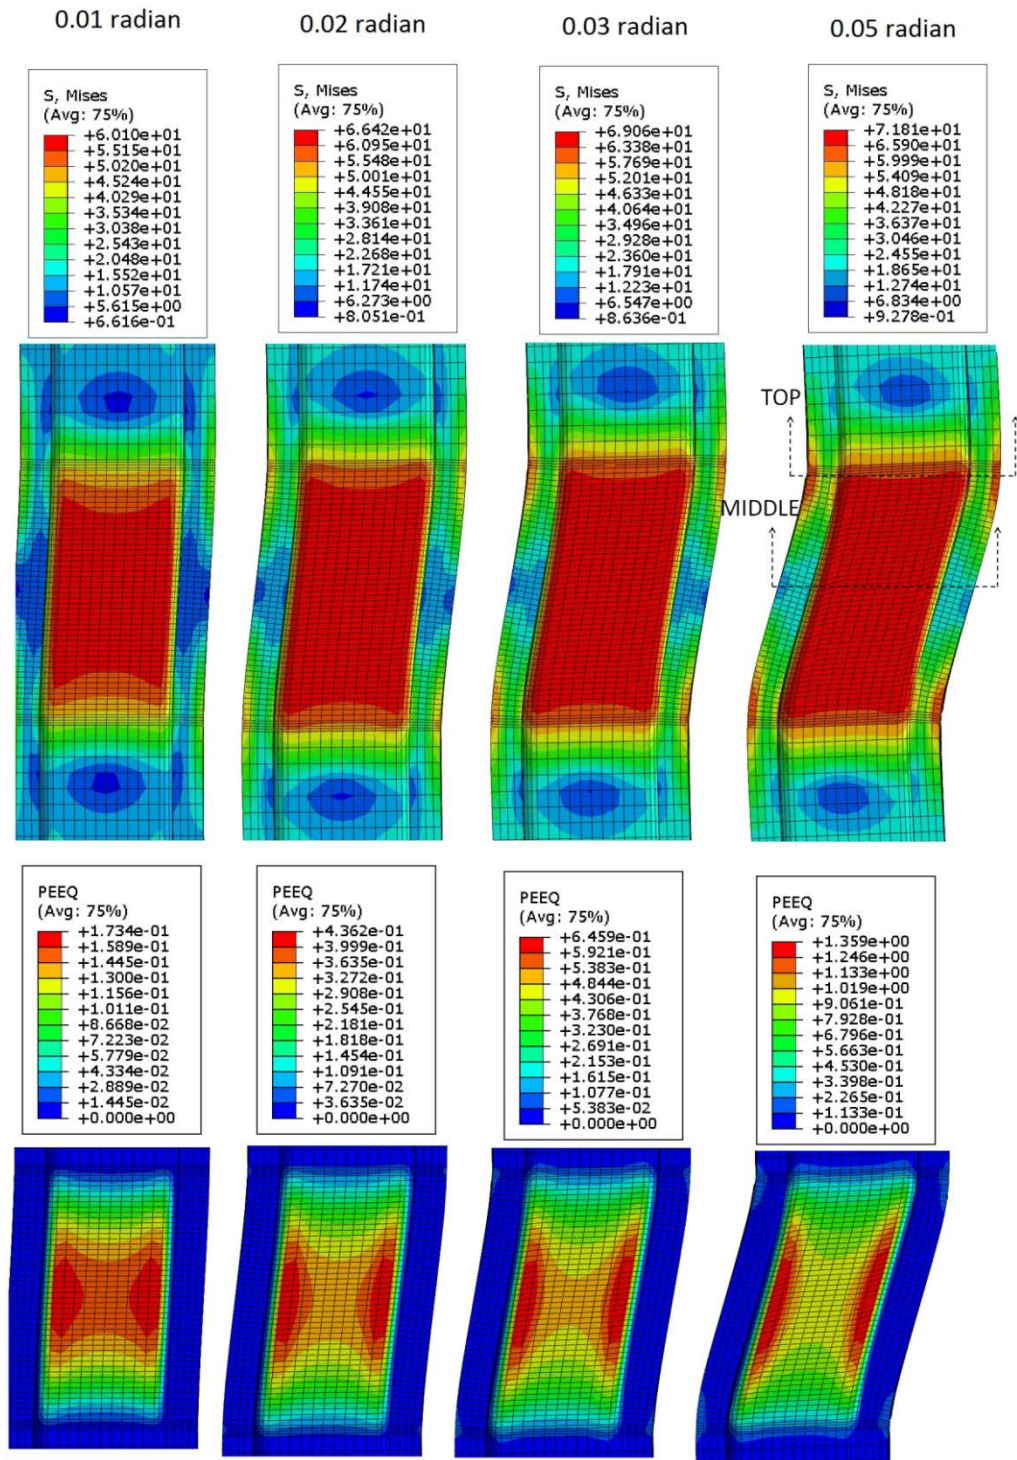 0.01 radian
0.02 radian
0.03 radian
0.05 radian
S, Mises
(Avg: 75%)
+6.010e+01
+5.515e+01
+5.020e+01
+4.524e+01
+4.029e+01
+3.534e+01
+3.038e+01
+2.543e+01
+2.048e+01
+1.552e+01
+1.057e+01
+5.615e+00
+6.616e-01
S, Mises
(Avg: 75%)
+6.642e+01
+6.095e+01
+5.548e+01
+5.001e+01
+4.455e+01
+3.908e+01
+3.361e+01
+2.814e+01
+2.268e+01
+1.721e+01
+1.174e+01
+6.273e+00
+8.051e-01
S, Mises
(Avg: 75%)
+6.906e+01
+6.338e+01
+5.769e+01
+5.201e+01
+4.633e+01
+4.064e+01
+3.496e+01
+2.928e+01
+2.360e+01
+1.791e+01
+1.223e+01
+6.547e+00
+8.636e-01
S, Mises
(Avg: 75%)
+7.181e+01
+6.590e+01
+5.999e+01
+5.409e+01
+4.818e+01
+4.227e+01
+3.637e+01
+3.046e+01
+2.455e+01
+1.865e+01
+1.274e+01
+6.834e+00
+9.278e-01
TOP
MIDDLE
PEEQ
(Avg: 75%)
+1.734e-01
+1.589e-01
+1.445e-01
+1.300e-01
+1.156e-01
+1.011e-01
+8.668e-02
+7.223e-02
+5.779e-02
+4.334e-02
+2.889e-02
+1.445e-02
+0.000e+00
PEEQ
(Avg: 75%)
+4.362e-01
+3.999e-01
+3.635e-01
+3.272e-01
+2.908e-01
+2.545e-01
+2.181e-01
+1.818e-01
+1.454e-01
+1.091e-01
+7.270e-02
+3.635e-02
+0.000e+00
PEEQ
(Avg: 75%)
+6.459e-01
+5.921e-01
+5.383e-01
+4.844e-01
+4.306e-01
+3.768e-01
+3.230e-01
+2.691e-01
+2.153e-01
+1.615e-01
+1.077e-01
+5.383e-02
+0.000e+00
PEEQ
(Avg: 75%)
+1.359e+00
+1.246e+00
+1.133e+00
+1.019e+00
+9.061e-01
+7.928e-01
+6.796e-01
+5.663e-01
+4.530e-01
+3.398e-01
+2.265e-01
+1.133e-01
+0.000e+00